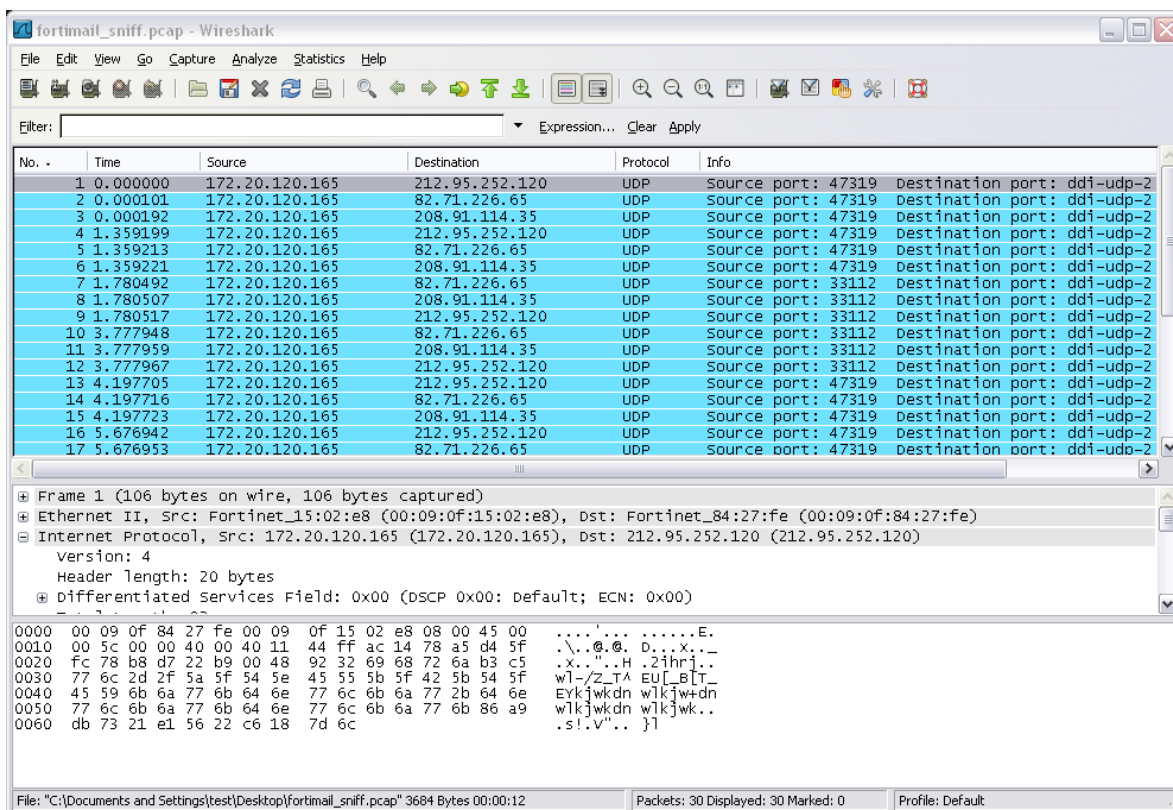 fortimail_sniff.pcap - Wireshark
File Edit View Go Capture Analyze Statistics Help
Filter: Expression... Clear Apply
No. Time Source Destination Protocol Info
1 0.000000 172.20.120.165 212.95.252.120 UDP Source port: 47319 Destination port: ddi-udp-2
2 0.000101 172.20.120.165 82.71.226.65 UDP Source port: 47319 Destination port: ddi-udp-2
3 0.000192 172.20.120.165 208.91.114.35 UDP Source port: 47319 Destination port: ddi-udp-2
4 1.359199 172.20.120.165 212.95.252.120 UDP Source port: 47319 Destination port: ddi-udp-2
5 1.359213 172.20.120.165 82.71.226.65 UDP Source port: 47319 Destination port: ddi-udp-2
6 1.359221 172.20.120.165 208.91.114.35 UDP Source port: 47319 Destination port: ddi-udp-2
7 1.780492 172.20.120.165 82.71.226.65 UDP Source port: 33112 Destination port: ddi-udp-2
8 1.780507 172.20.120.165 208.91.114.35 UDP Source port: 33112 Destination port: ddi-udp-2
9 1.780517 172.20.120.165 212.95.252.120 UDP Source port: 33112 Destination port: ddi-udp-2
10 3.777948 172.20.120.165 82.71.226.65 UDP Source port: 33112 Destination port: ddi-udp-2
11 3.777959 172.20.120.165 208.91.114.35 UDP Source port: 33112 Destination port: ddi-udp-2
12 3.777967 172.20.120.165 212.95.252.120 UDP Source port: 33112 Destination port: ddi-udp-2
13 4.197705 172.20.120.165 212.95.252.120 UDP Source port: 47319 Destination port: ddi-udp-2
14 4.197716 172.20.120.165 82.71.226.65 UDP Source port: 47319 Destination port: ddi-udp-2
15 4.197723 172.20.120.165 208.91.114.35 UDP Source port: 47319 Destination port: ddi-udp-2
16 5.676942 172.20.120.165 212.95.252.120 UDP Source port: 47319 Destination port: ddi-udp-2
17 5.676953 172.20.120.165 82.71.226.65 UDP Source port: 47319 Destination port: ddi-udp-2
Frame 1 (106 bytes on wire, 106 bytes captured)
Ethernet II, Src: Fortinet_15:02:e8 (00:09:0f:15:02:e8), Dst: Fortinet_84:27:fe (00:09:0f:84:27:fe)
Internet Protocol, Src: 172.20.120.165 (172.20.120.165), Dst: 212.95.252.120 (212.95.252.120)
Version: 4
Header length: 20 bytes
Differentiated Services Field: 0x00 (DSCP 0x00: Default; ECN: 0x00)
0000 00 09 0f 84 27 fe 00 09 0f 15 02 e8 08 00 45 00 ....'... ......E.
0010 00 5c 00 00 40 00 40 11 44 ff ac 14 78 a5 d4 5f .\..@.@. D...x.._
0020 fc 78 b8 d7 22 b9 00 48 92 32 69 68 72 6a b3 c5 .x.."..H .2ihrj..
0030 77 6c 2d 2f 5a 5f 54 5e 45 55 5b 5f 42 5b 54 5f wl-/Z_T^ EU[_B[T_
0040 45 59 6b 6a 77 6b 64 6e 77 6c 6b 6a 77 2b 64 6e EYkjwkdn wlkjw+dn
0050 77 6c 6b 6a 77 6b 64 6e 77 6c 6b 6a 77 6b 86 a9 wlkjwkdn wlkjwk..
0060 db 73 21 e1 56 22 c6 18 7d 6c .s!.V".. }l
File: "C:\Documents and Settings\test\Desktop\fortimail_sniff.pcap" 3684 Bytes 00:00:12 Packets: 30 Displayed: 30 Marked: 0 Profile: Default